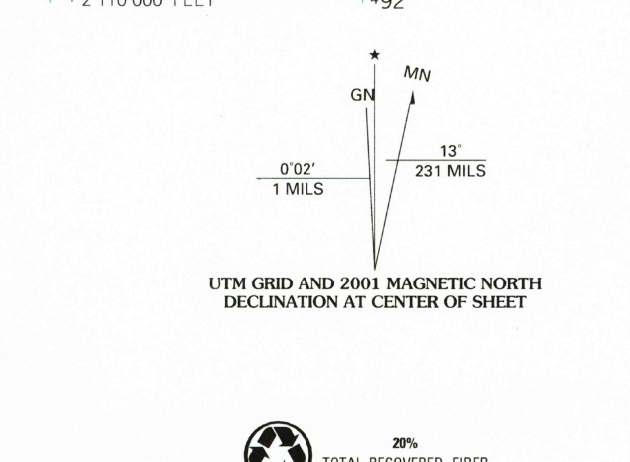 2 110 000 FEET
⁴92
★
MN
GN
13°
231 MILS
0°02′
1 MILS
UTM GRID AND 2001 MAGNETIC NORTH
DECLINATION AT CENTER OF SHEET
20%
TOTAL RECOVERED FIBER